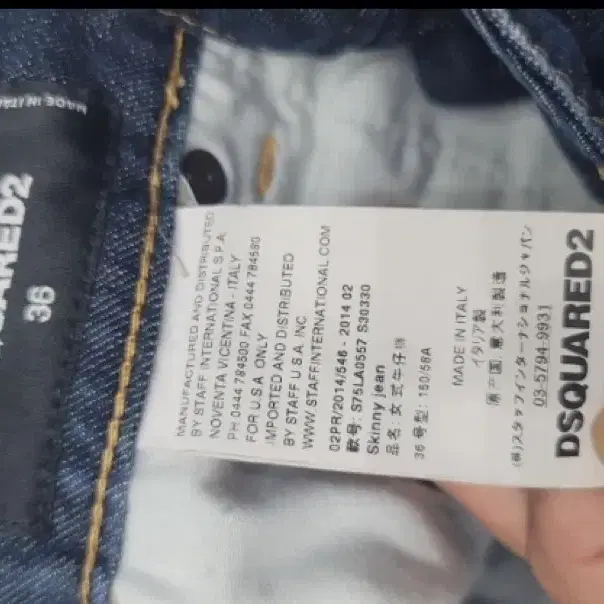 MADE IN ITALY
SQUARED2
36
MANUFACTURED AND DISTRIBUTED
BY STAFF INTERNATIONAL S.P.A.
NOVENTA VICENTINA - ITALY
PH 0444 784500 FAX 0444 784580
FOR U.S.A. ONLY
IMPORTED AND DISTRIBUTED
BY STAFF U.S.A. INC.
WWW.STAFFINTERNATIONAL.COM
02PR/2014/546 - 2014 02
款号: S75LA0557 S30330
Skinny jean
品名: 女式牛仔裤
36 号型: 150/58A
MADE IN ITALY
イタリア製
原产国: 意大利製造
(株)スタッフインターナショナルジャパン
03-5794-9931
DSQUARED2